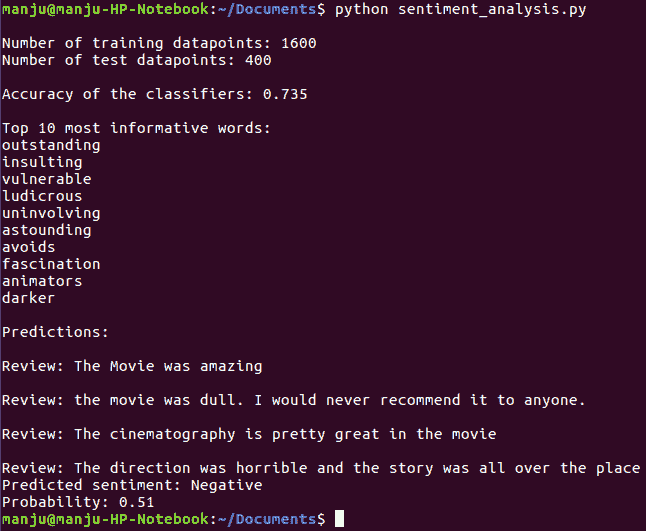 manju@manju-HP-Notebook:~/Documents$ python sentiment_analysis.py
Number of training datapoints: 1600
Number of test datapoints: 400
Accuracy of the classifiers: 0.735
Top 10 most informative words:
outstanding
insulting
vulnerable
ludicrous
uninvolving
astounding
avoids
fascination
animators
darker
Predictions:
Review: The Movie was amazing
Review: the movie was dull. I would never recommend it to anyone.
Review: The cinematography is pretty great in the movie
Review: The direction was horrible and the story was all over the place
Predicted sentiment: Negative
Probability: 0.51
manju@manju-HP-Notebook:~/Documents$